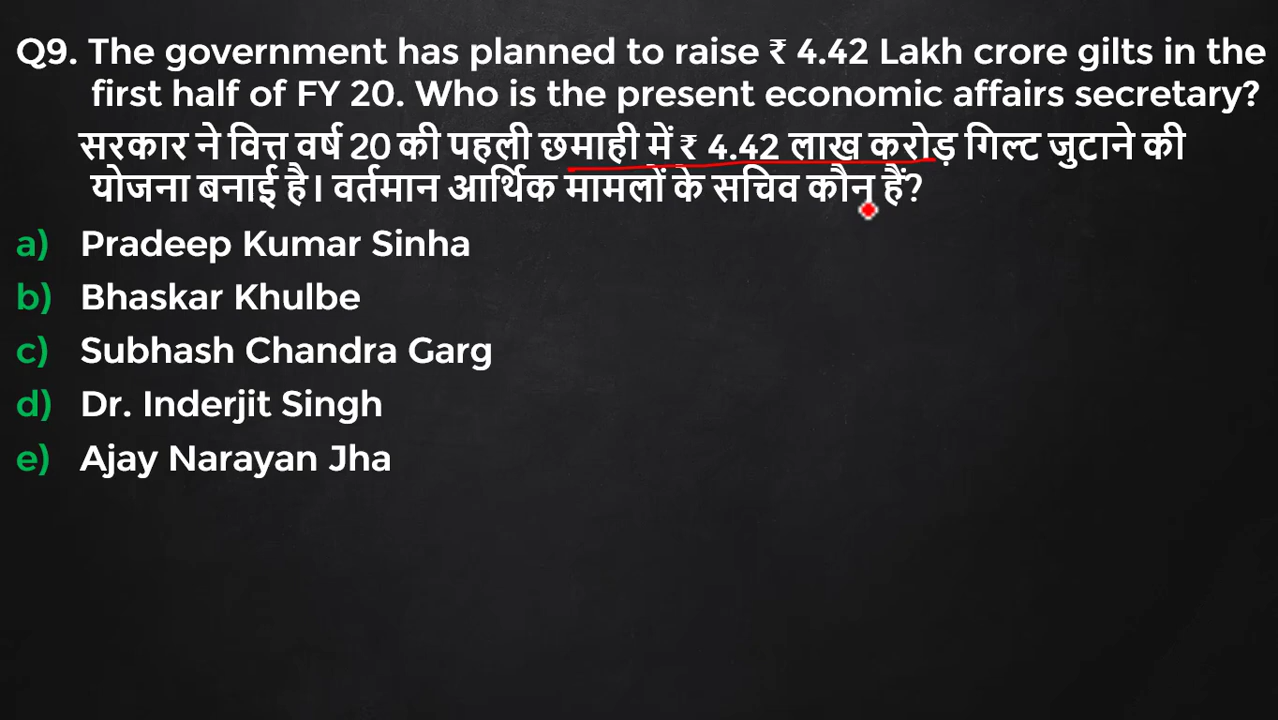 Q9. The government has planned to raise ₹ 4.42 Lakh crore gilts in the
first half of FY 20. Who is the present economic affairs secretary?
सरकार ने वित्त वर्ष 20 की पहली छमाही में ₹ 4.42 लाख करोड़ गिल्ट जुटाने की
योजना बनाई है। वर्तमान आर्थिक मामलों के सचिव कौन हैं?
a) Pradeep Kumar Sinha
b) Bhaskar Khulbe
c) Subhash Chandra Garg
d) Dr. Inderjit Singh
e) Ajay Narayan Jha